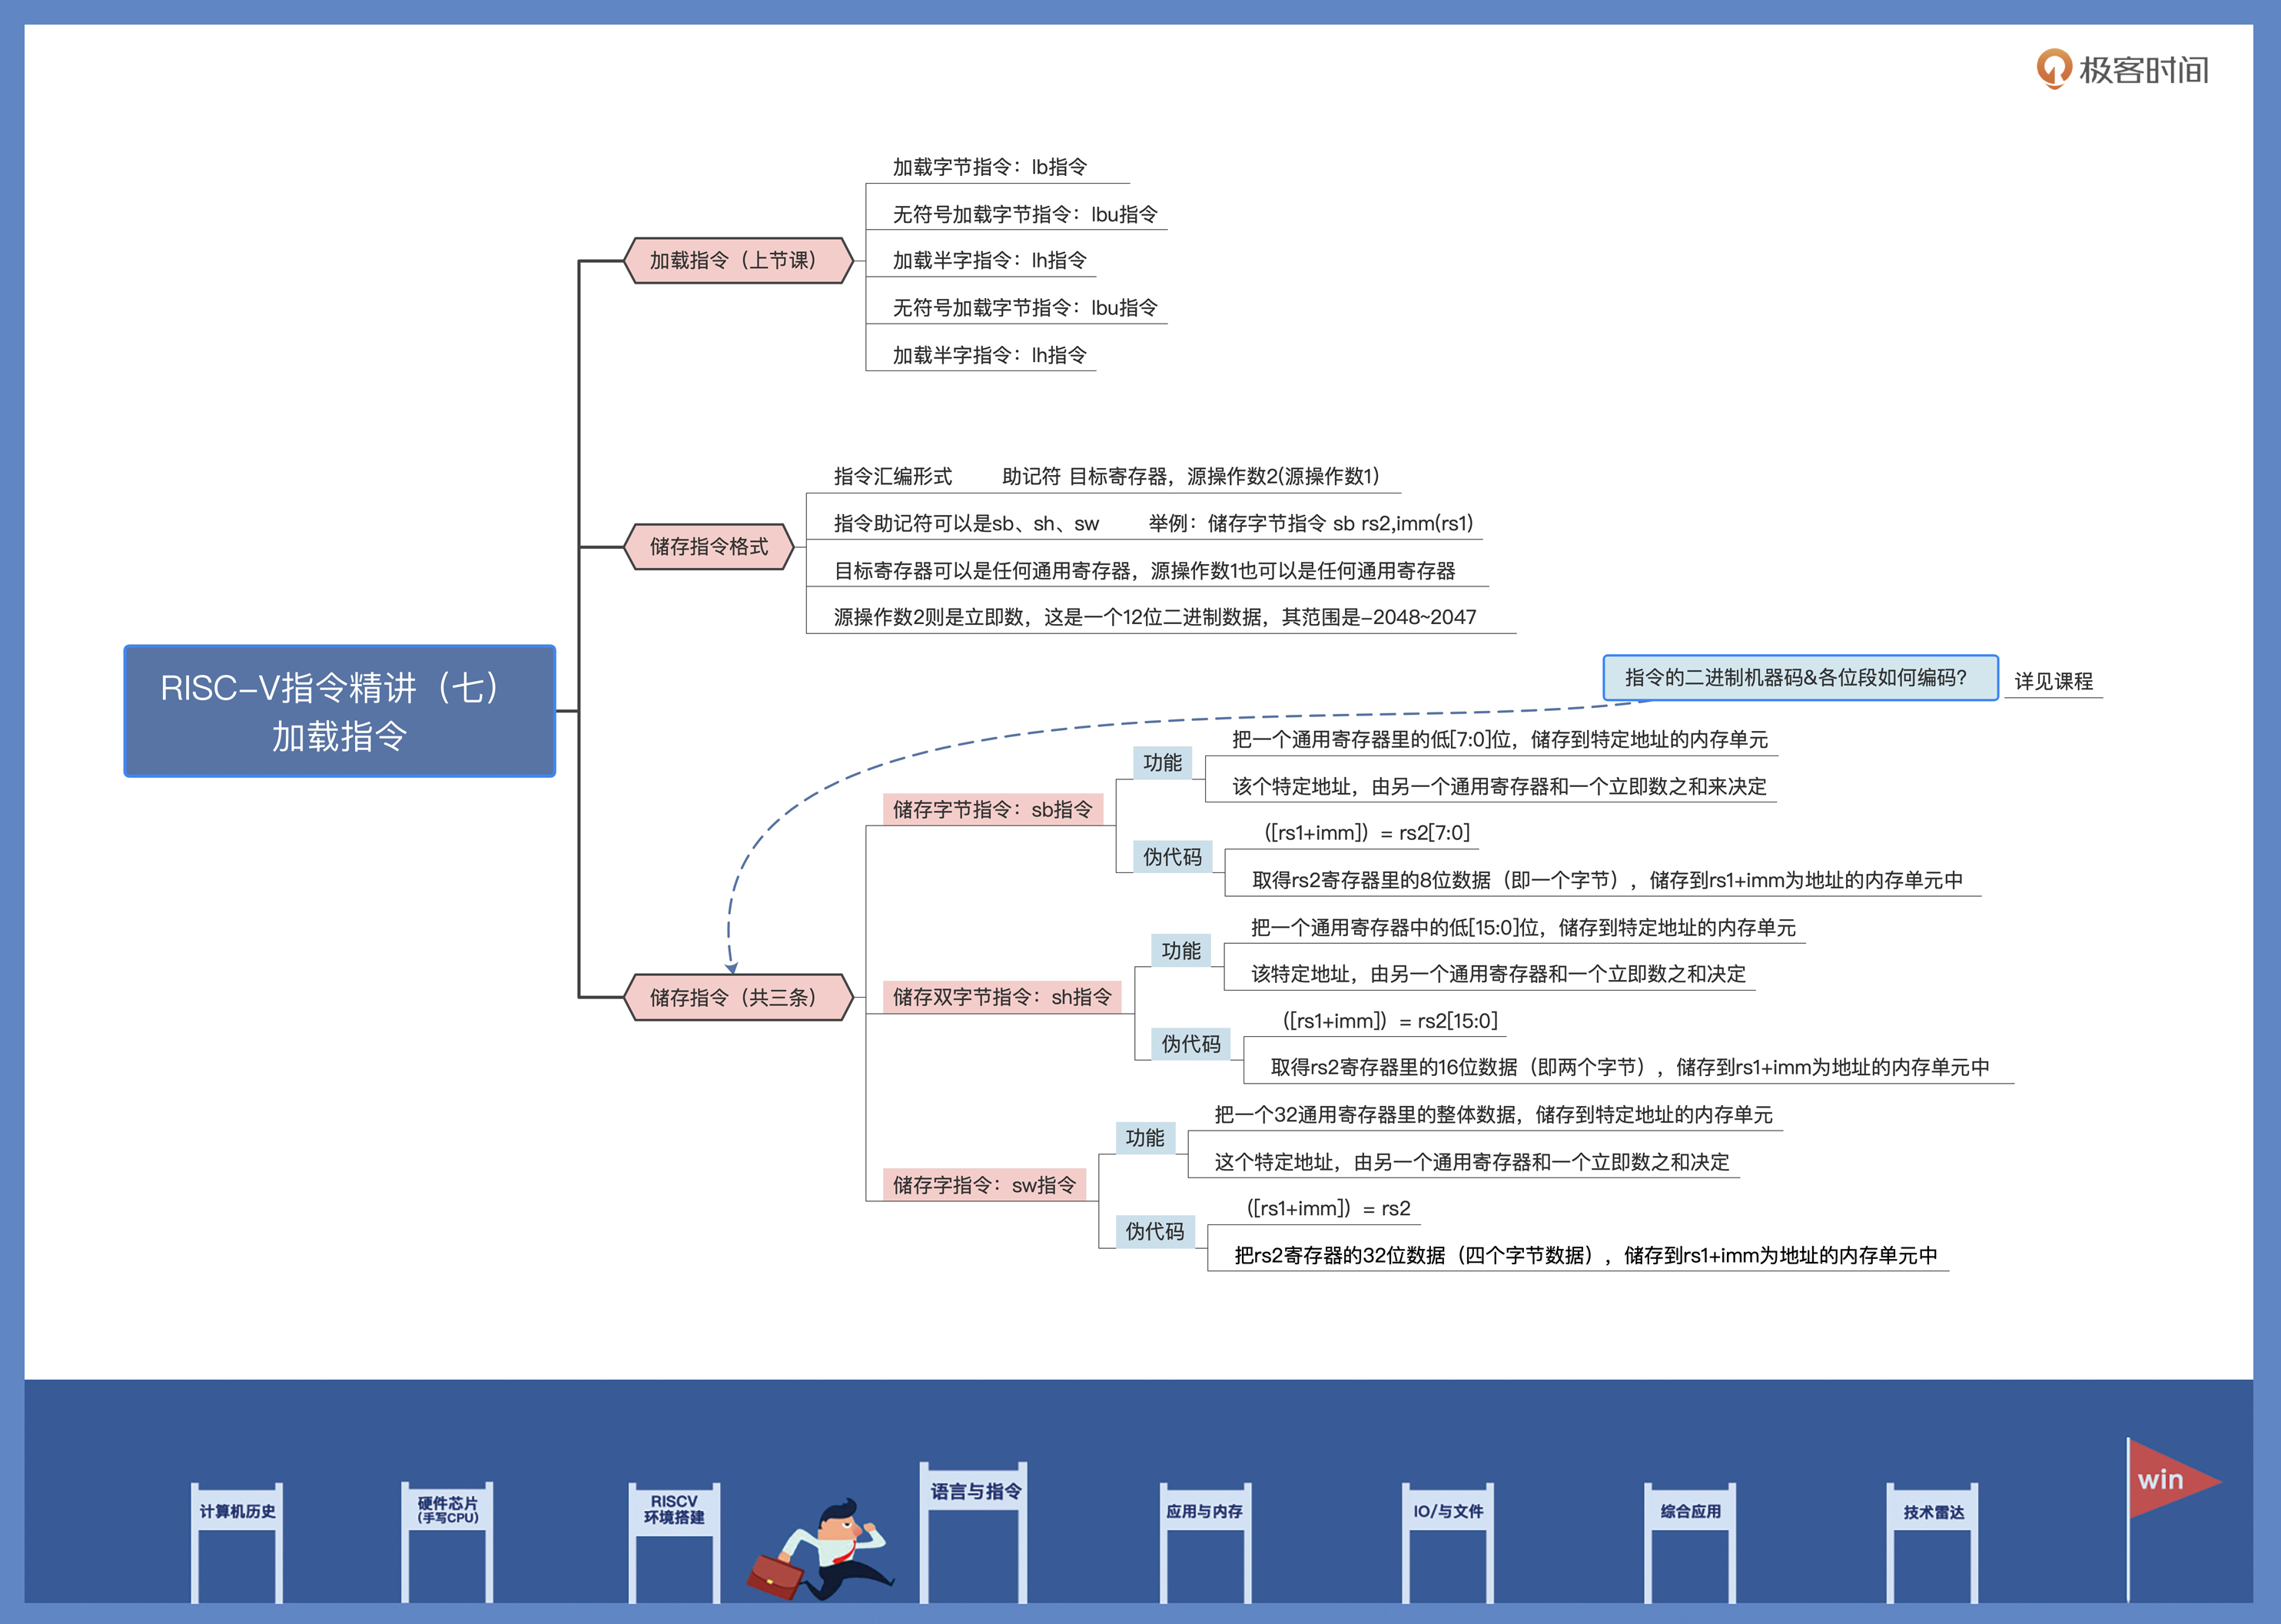 极客时间
RISC-V指令精讲（七）
加载指令
加载指令（上节课）
加载字节指令：lb指令
无符号加载字节指令：lbu指令
加载半字指令：lh指令
无符号加载字节指令：lbu指令
加载半字指令：lh指令
储存指令格式
指令汇编形式 助记符 目标寄存器，源操作数2(源操作数1)
指令助记符可以是sb、sh、sw 举例：储存字节指令 sb rs2,imm(rs1)
目标寄存器可以是任何通用寄存器，源操作数1也可以是任何通用寄存器
源操作数2则是立即数，这是一个12位二进制数据，其范围是-2048~2047
指令的二进制机器码&各位段如何编码？ 详见课程
储存指令（共三条）
储存字节指令：sb指令
功能
把一个通用寄存器里的低[7:0]位，储存到特定地址的内存单元
该个特定地址，由另一个通用寄存器和一个立即数之和来决定
伪代码
（[rs1+imm]）= rs2[7:0]
取得rs2寄存器里的8位数据（即一个字节），储存到rs1+imm为地址的内存单元中
储存双字节指令：sh指令
功能
把一个通用寄存器中的低[15:0]位，储存到特定地址的内存单元
该特定地址，由另一个通用寄存器和一个立即数之和决定
伪代码
（[rs1+imm]）= rs2[15:0]
取得rs2寄存器里的16位数据（即两个字节），储存到rs1+imm为地址的内存单元中
储存字指令：sw指令
功能
把一个32通用寄存器里的整体数据，储存到特定地址的内存单元
这个特定地址，由另一个通用寄存器和一个立即数之和决定
伪代码
（[rs1+imm]）= rs2
把rs2寄存器的32位数据（四个字节数据），储存到rs1+imm为地址的内存单元中
计算机历史
硬件芯片
(手写CPU)
RISCV
环境搭建
语言与指令
应用与内存
IO/与文件
综合应用
技术雷达
win